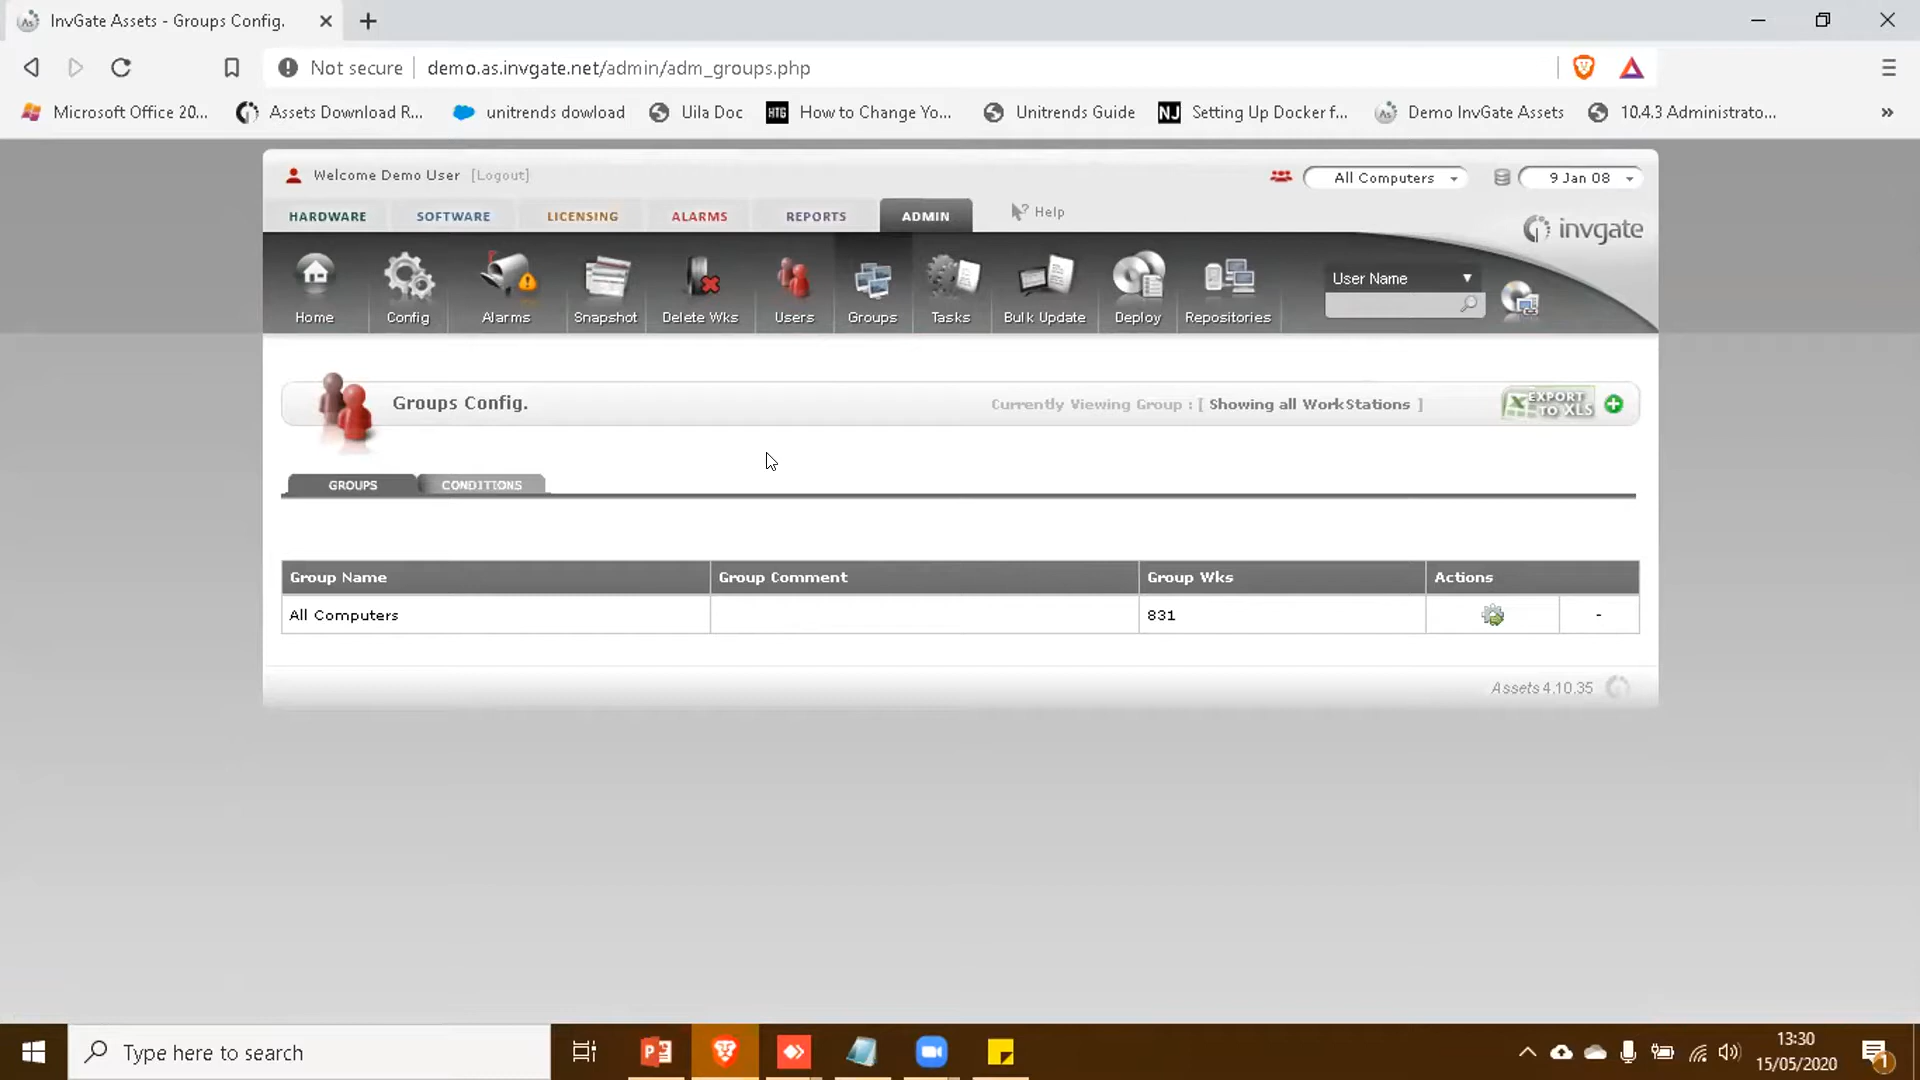 InvGate Assets - Groups Config.
Not secure demo.as.invgate.net/admin/adm_groups.php
Microsoft Office 20... Assets Download R... unitrends dowload Uila Doc How to Change Yo... Unitrends Guide Setting Up Docker f... Demo InvGate Assets 10.4.3 Administrato... »
Welcome Demo User [Logout] All Computers 9 Jan 08
HARDWARE SOFTWARE LICENSING ALARMS REPORTS ADMIN Help
invgate
User Name
Home Config Alarms Snapshot Delete Wks Users Groups Tasks Bulk Update Deploy Repositories
Groups Config. Currently Viewing Group : [ Showing all WorkStations ] EXPORT TO XLS
GROUPS CONDITIONS
Group Name Group Comment Group Wks Actions
All Computers 831 -
Assets 4.10.35
Type here to search
13:30
15/05/2020
1